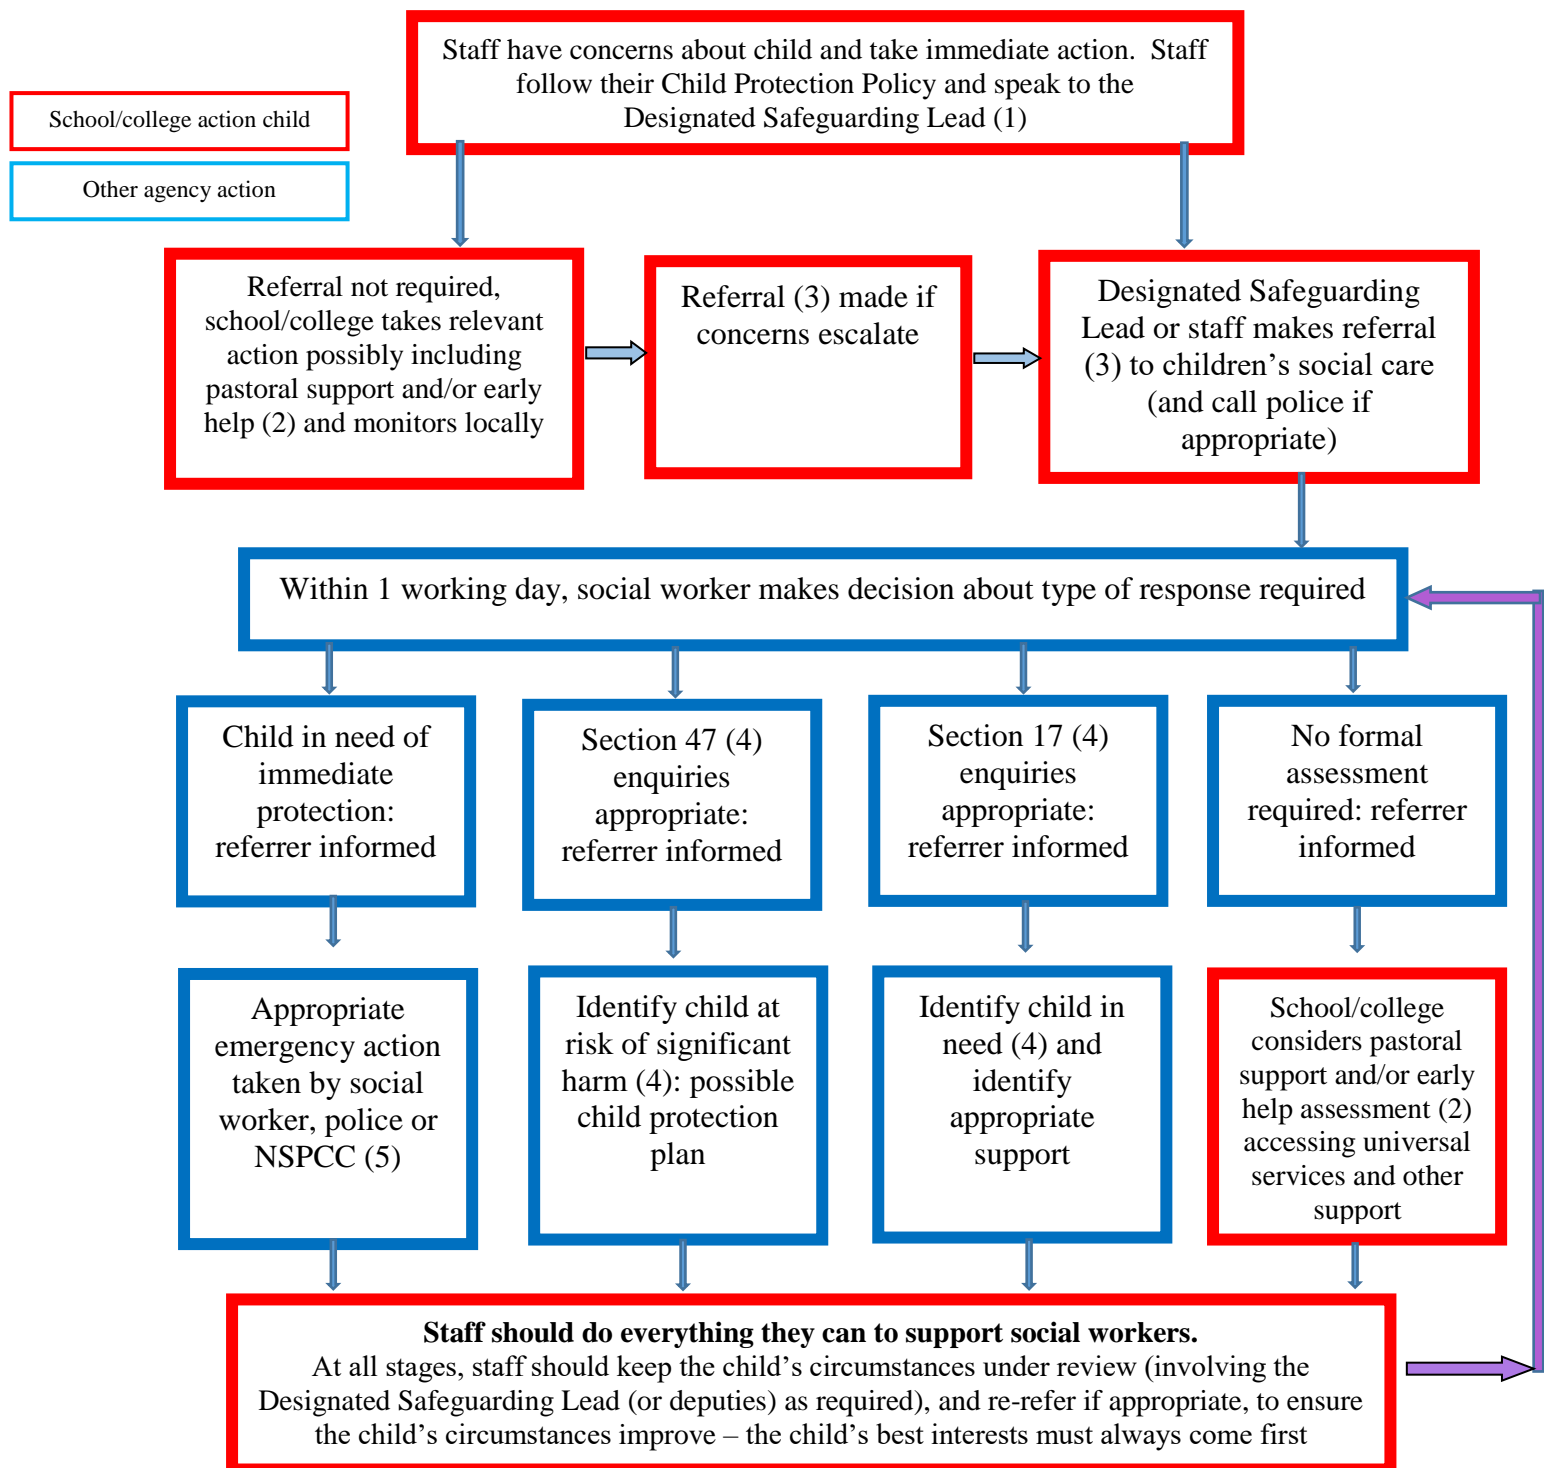 Staff have concerns about child and take immediate action.  Staff
follow their Child Protection Policy and speak to the
Designated Safeguarding Lead (1)
School/college action child
Other agency action
Referral not required,
school/college takes relevant
action possibly including
pastoral support and/or early
help (2) and monitors locally
Referral (3) made if
concerns escalate
Designated Safeguarding
Lead or staff makes referral
(3) to children’s social care
(and call police if
appropriate)
Within 1 working day, social worker makes decision about type of response required
Child in need of
immediate
protection:
referrer informed
Section 47 (4)
enquiries
appropriate:
referrer informed
Section 17 (4)
enquiries
appropriate:
referrer informed
No formal
assessment
required: referrer
informed
Appropriate
emergency action
taken by social
worker, police or
NSPCC (5)
Identify child at
risk of significant
harm (4): possible
child protection
plan
Identify child in
need (4) and
identify
appropriate
support
School/college
considers pastoral
support and/or early
help assessment (2)
accessing universal
services and other
support
Staff should do everything they can to support social workers.
At all stages, staff should keep the child’s circumstances under review (involving the
Designated Safeguarding Lead (or deputies) as required), and re-refer if appropriate, to ensure
the child’s circumstances improve – the child’s best interests must always come first